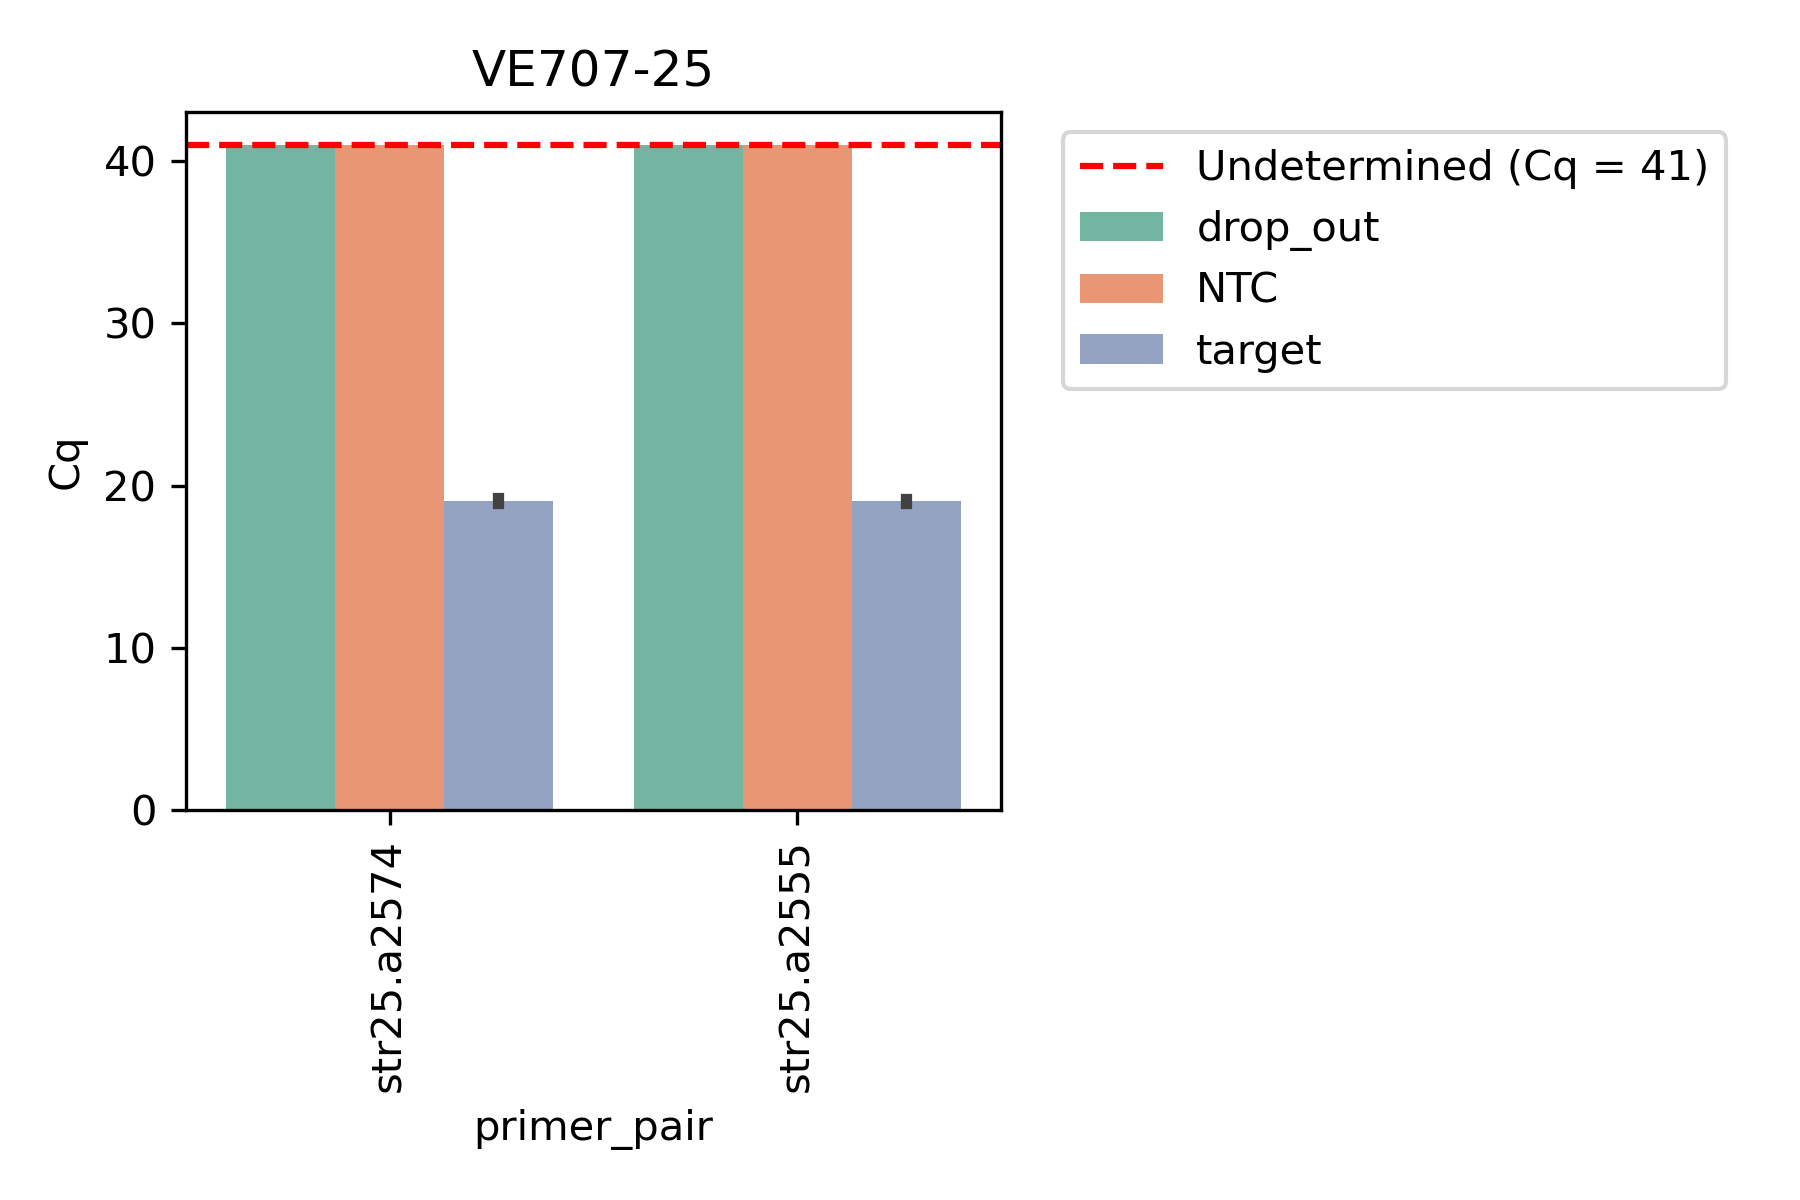 VE707-25
Cq
40
30
20
10
0
str25.a2574
str25.a2555
primer_pair
Undetermined (Cq = 41)
drop_out
NTC
target